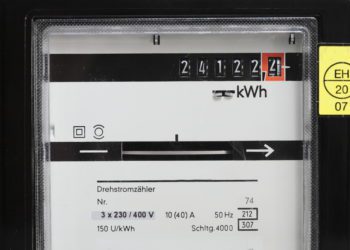 2 4 1 2 2 2
kWh
EH
20
07
Drehstromzähler
Nr. 74
3 x 230 / 400 V 10 (40) A 50 Hz 212
150 U/kWh Schltg. 4000 307